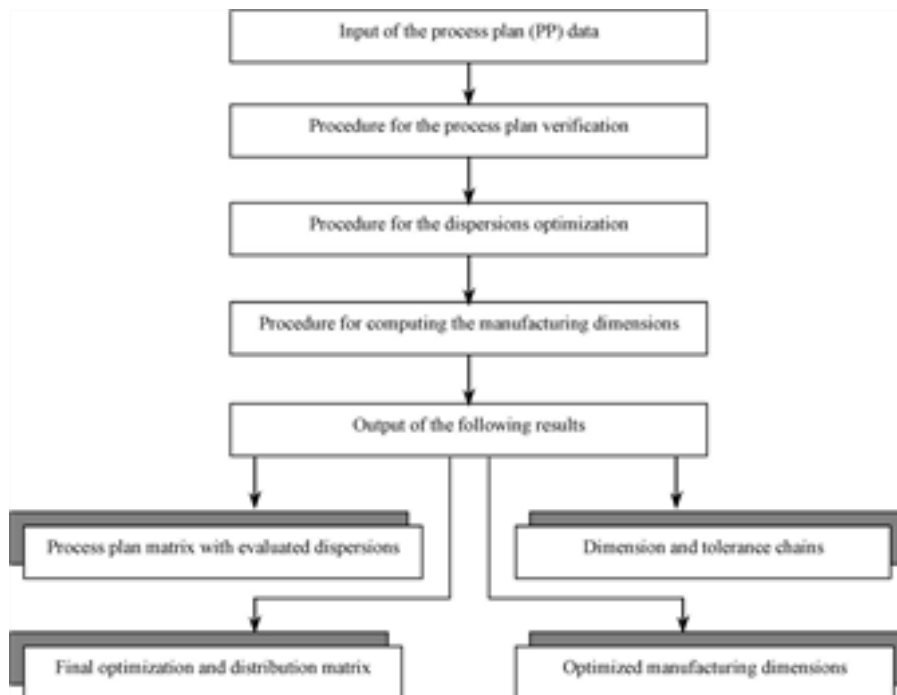 Input of the process plan (PP) data
Procedure for the process plan verification
Procedure for the dispersions optimization
Procedure for computing the manufacturing dimensions
Output of the following results
Process plan matrix with evaluated dispersions
Dimension and tolerance chains
Final optimization and distribution matrix
Optimized manufacturing dimensions